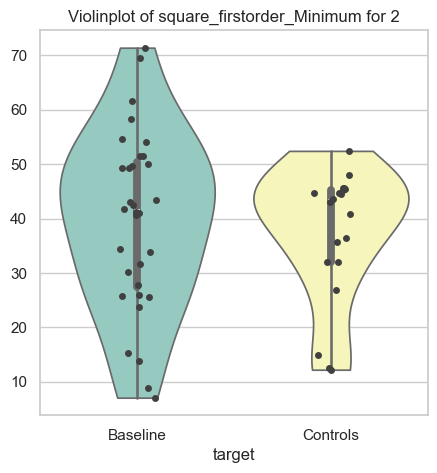 Violinplot of square_firstorder_Minimum for 2
70
60
50
40
30
20
10
Baseline
Controls
target